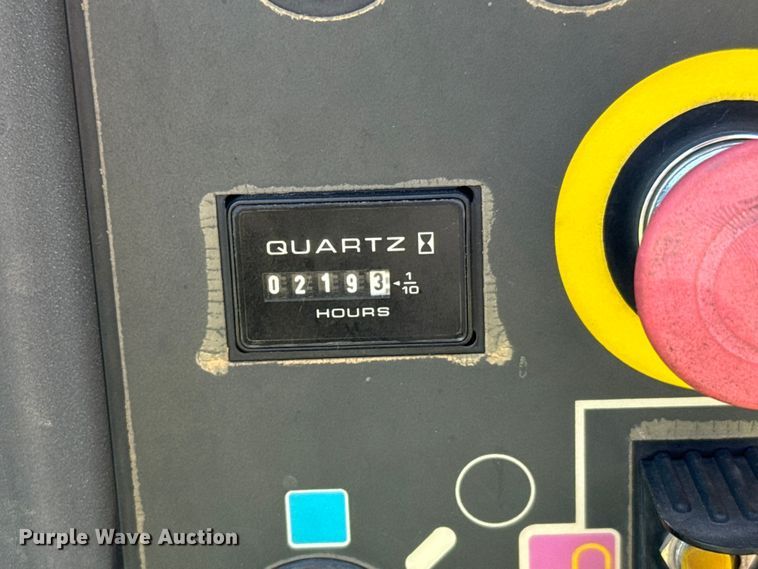 QUARTZ
02193 1/10
HOURS
Purple Wave Auction